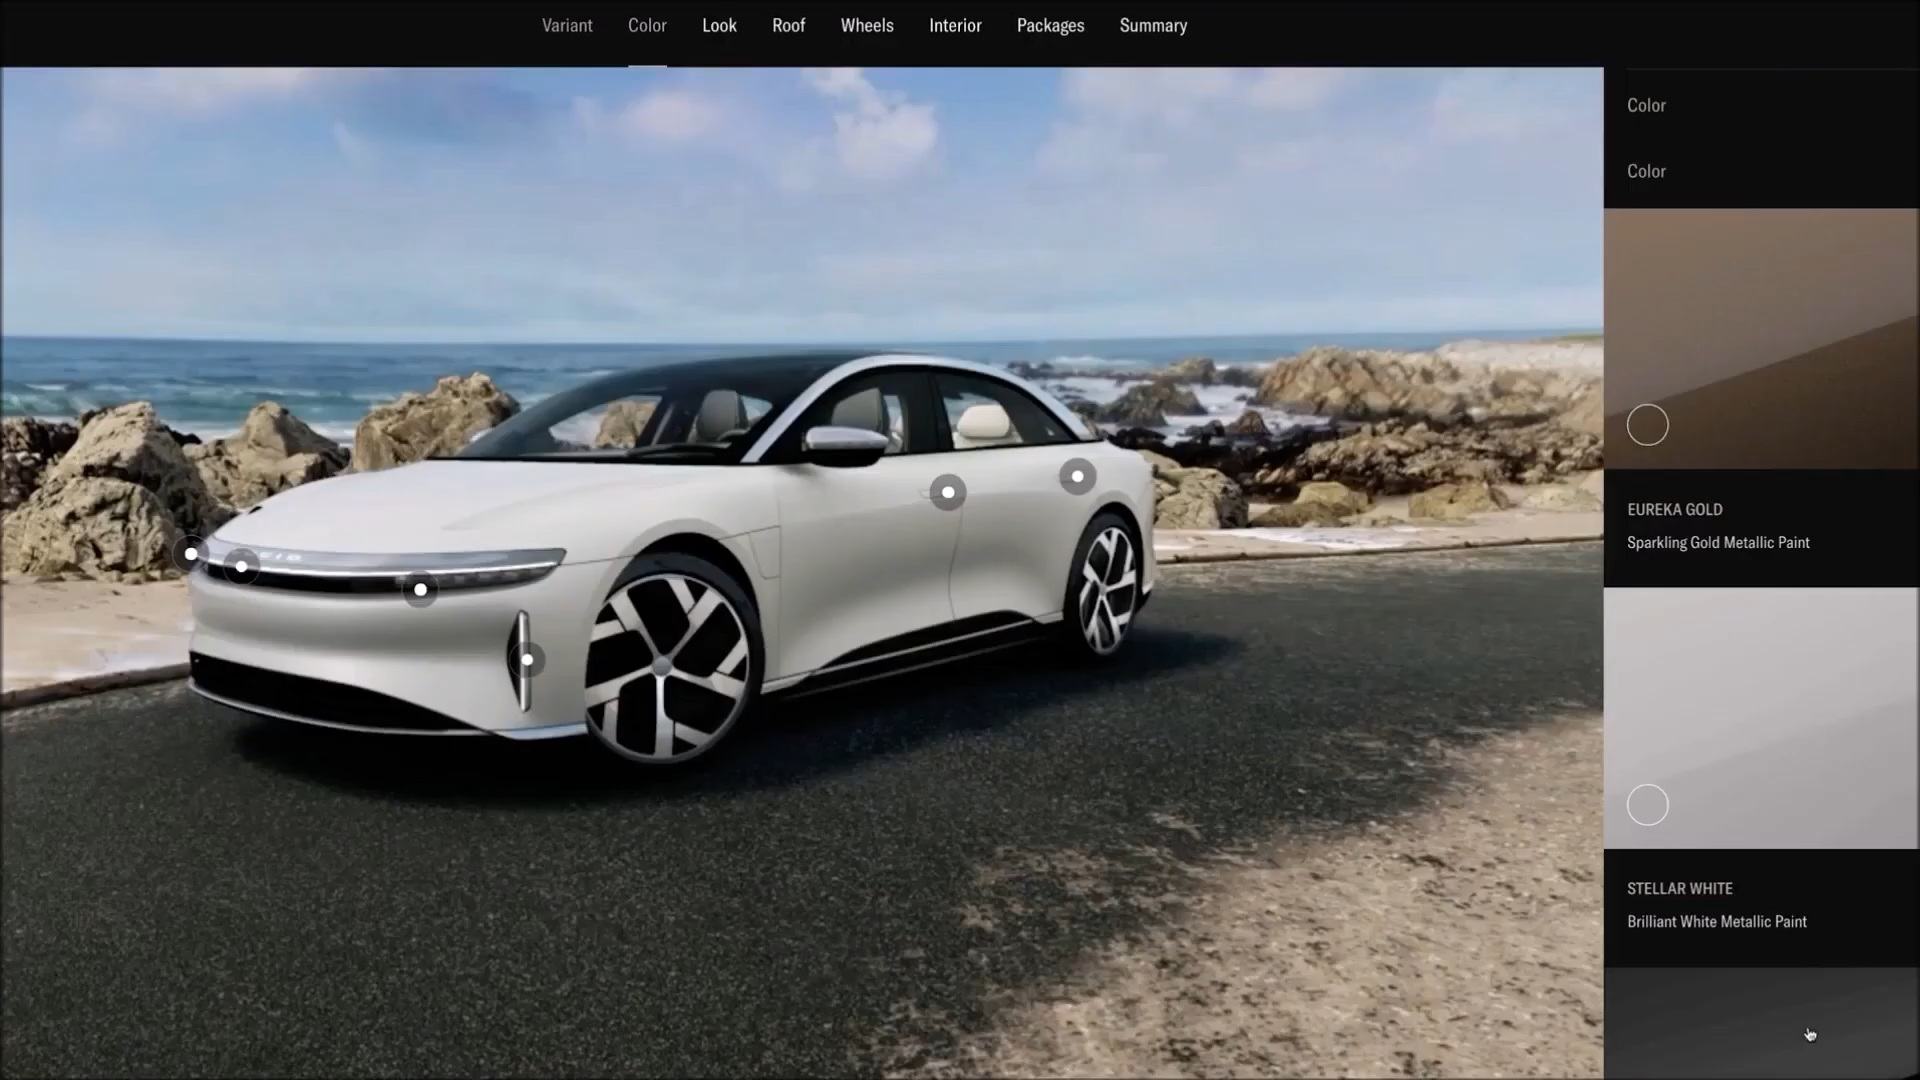 Variant
Color
Look
Roof
Wheels
Interior
Packages
Summary
Color
Color
EUREKA GOLD
Sparkling Gold Metallic Paint
STELLAR WHITE
Brilliant White Metallic Paint